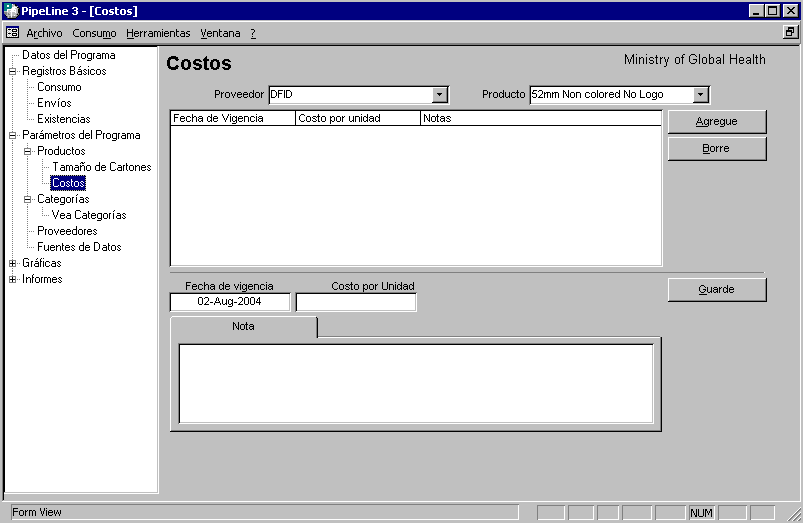 PipeLine 3 - [Costos]
Archivo Consumo Herramientas Ventana ?
Datos del Programa
Registros Básicos
Consumo
Envíos
Existencias
Parámetros del Programa
Productos
Tamaño de Cartones
Costos
Categorías
Vea Categorías
Proveedores
Fuentes de Datos
Gráficas
Informes
Costos
Ministry of Global Health
Proveedor DFID Producto 52mm Non colored No Logo
Fecha de Vigencia Costo por unidad Notas
Agregue
Borre
Fecha de vigencia Costo por Unidad
02-Aug-2004
Guarde
Nota
Form View NUM